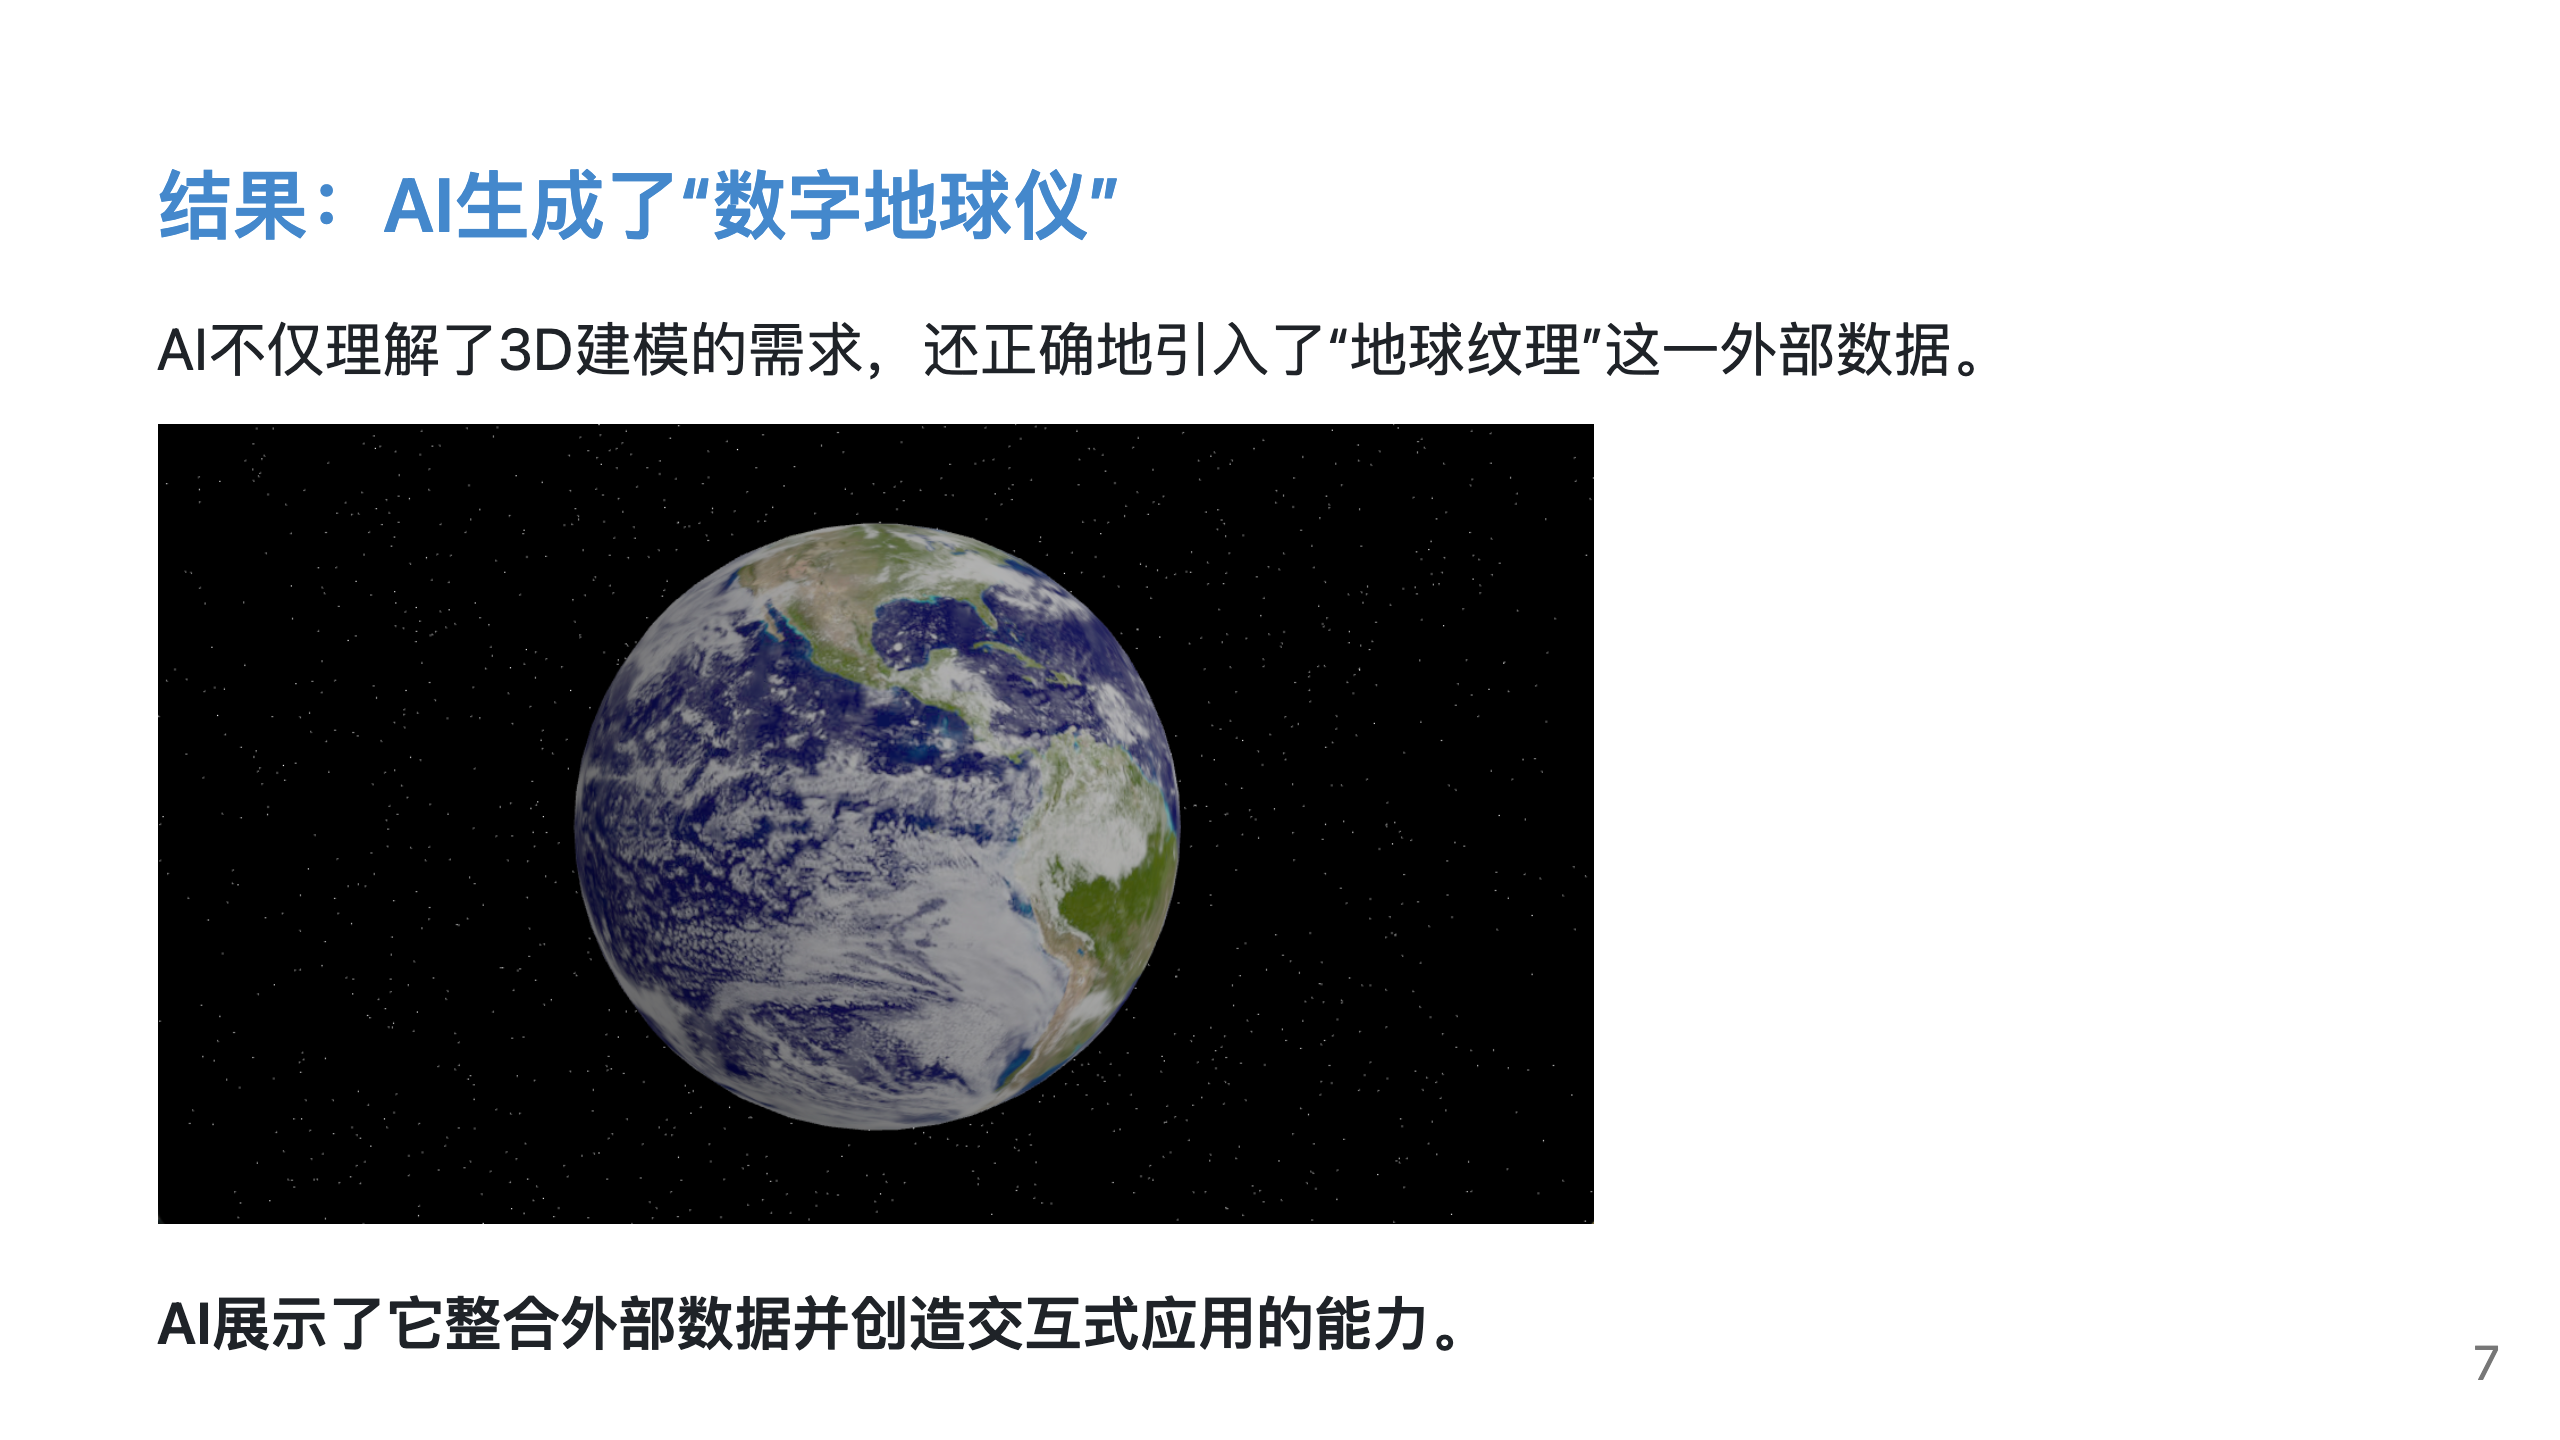 结果：AI生成了“数字地球仪”
AI不仅理解了3D建模的需求，还正确地引入了“地球纹理”这一外部数据。
AI展示了它整合外部数据并创造交互式应用的能力。
7